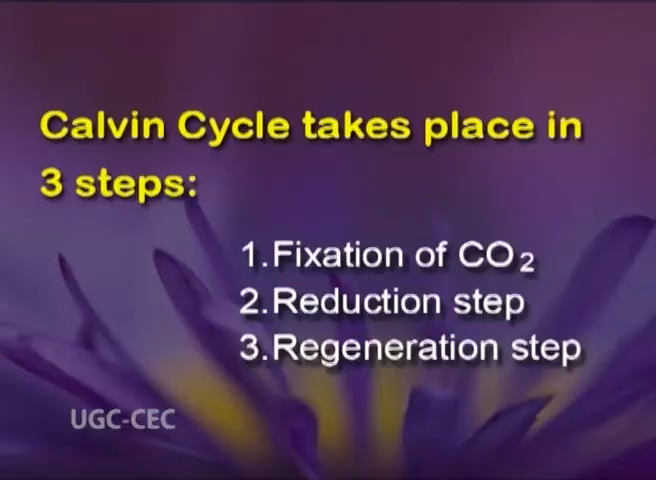 Calvin Cycle takes place in
3 steps:
1.Fixation of CO₂
2.Reduction step
3.Regeneration step
UGC-CEC